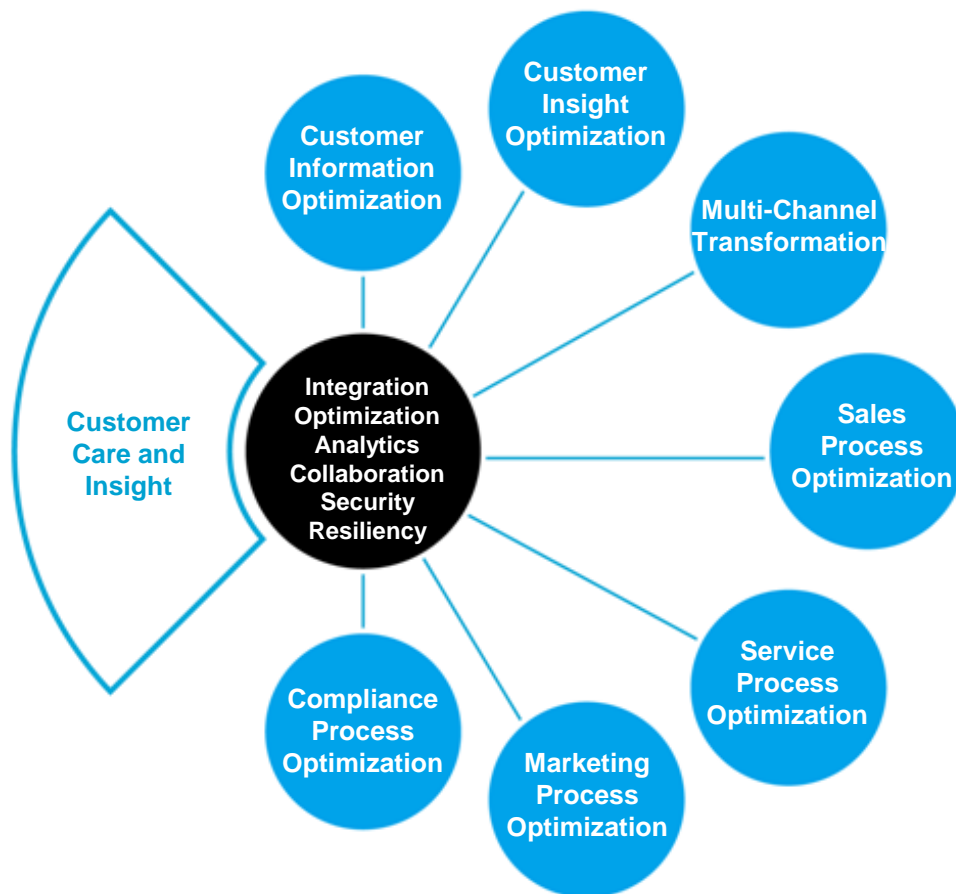 Customer
Insight
Optimization
Customer
Information
Optimization
Multi-Channel
Transformation
Integration
Optimization
Analytics
Collaboration
Security
Resiliency
Customer
Care and
Insight
Sales
Process
Optimization
Service
Process
Optimization
Compliance
Process
Optimization
Marketing
Process
Optimization